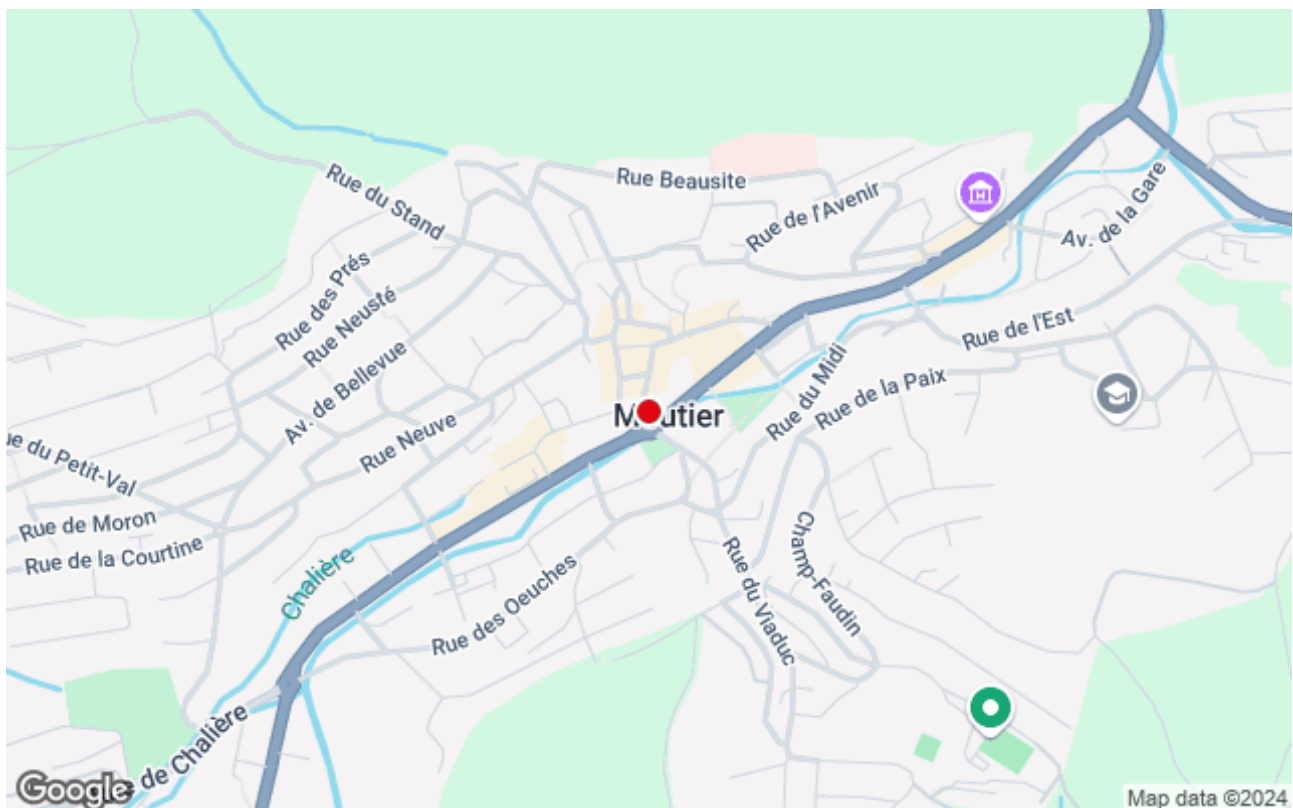 Rue Beausite
Rue du Stand
Rue de l'Avenir
Av. de la Gare
Rue des Prés
Rue Neusté
Rue de l'Est
Av. de Bellevue
Rue du Midi
Rue de la Paix
Moutier
Rue Neuve
ue du Petit-Val
Rue de Moron
Rue de la Courtine
Chalière
Champ-Faudin
Rue du Viaduc
Rue des Oeuches
de Chalière
Google
Map data ©2024